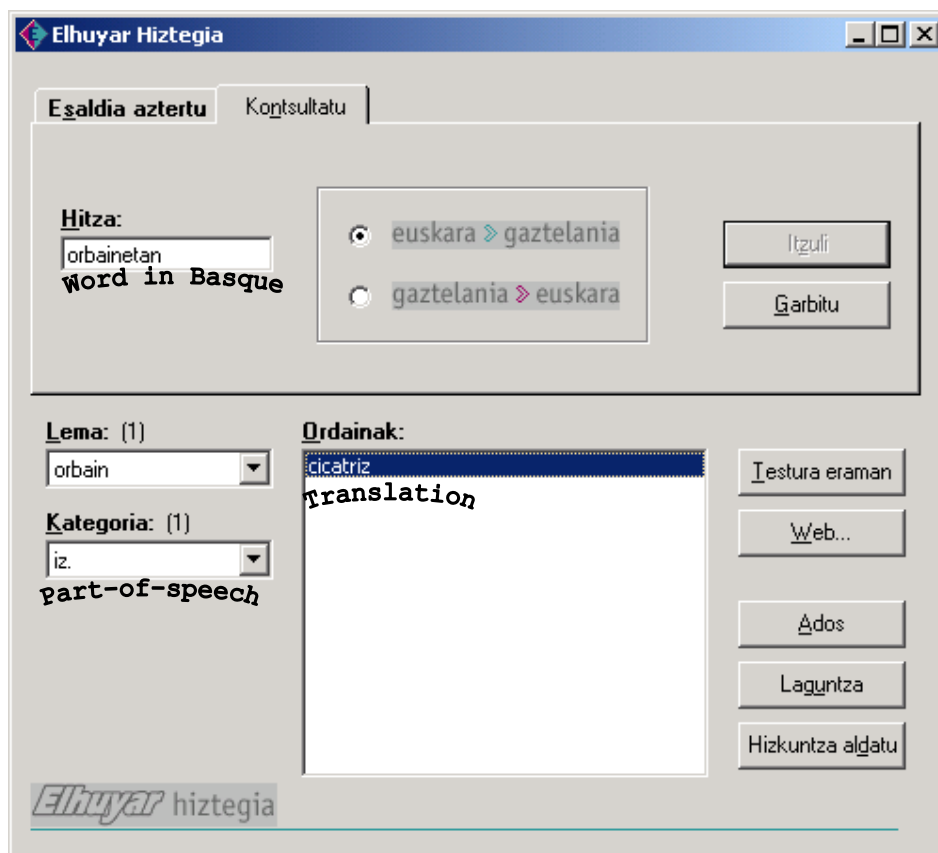 Elhuyar Hiztegia
Esaldia aztertu
Kontsultatu
Hitza:
orbainetan
Word in Basque
euskara > gaztelania
gaztelania > euskara
Itzuli
Garbitu
Lema: (1)
orbain
Kategoria: (1)
iz.
Part-of-speech
Ordainak:
cicatriz
Translation
Testura eraman
Web...
Ados
Laguntza
Hizkuntza aldatu
Elhuyar hiztegia